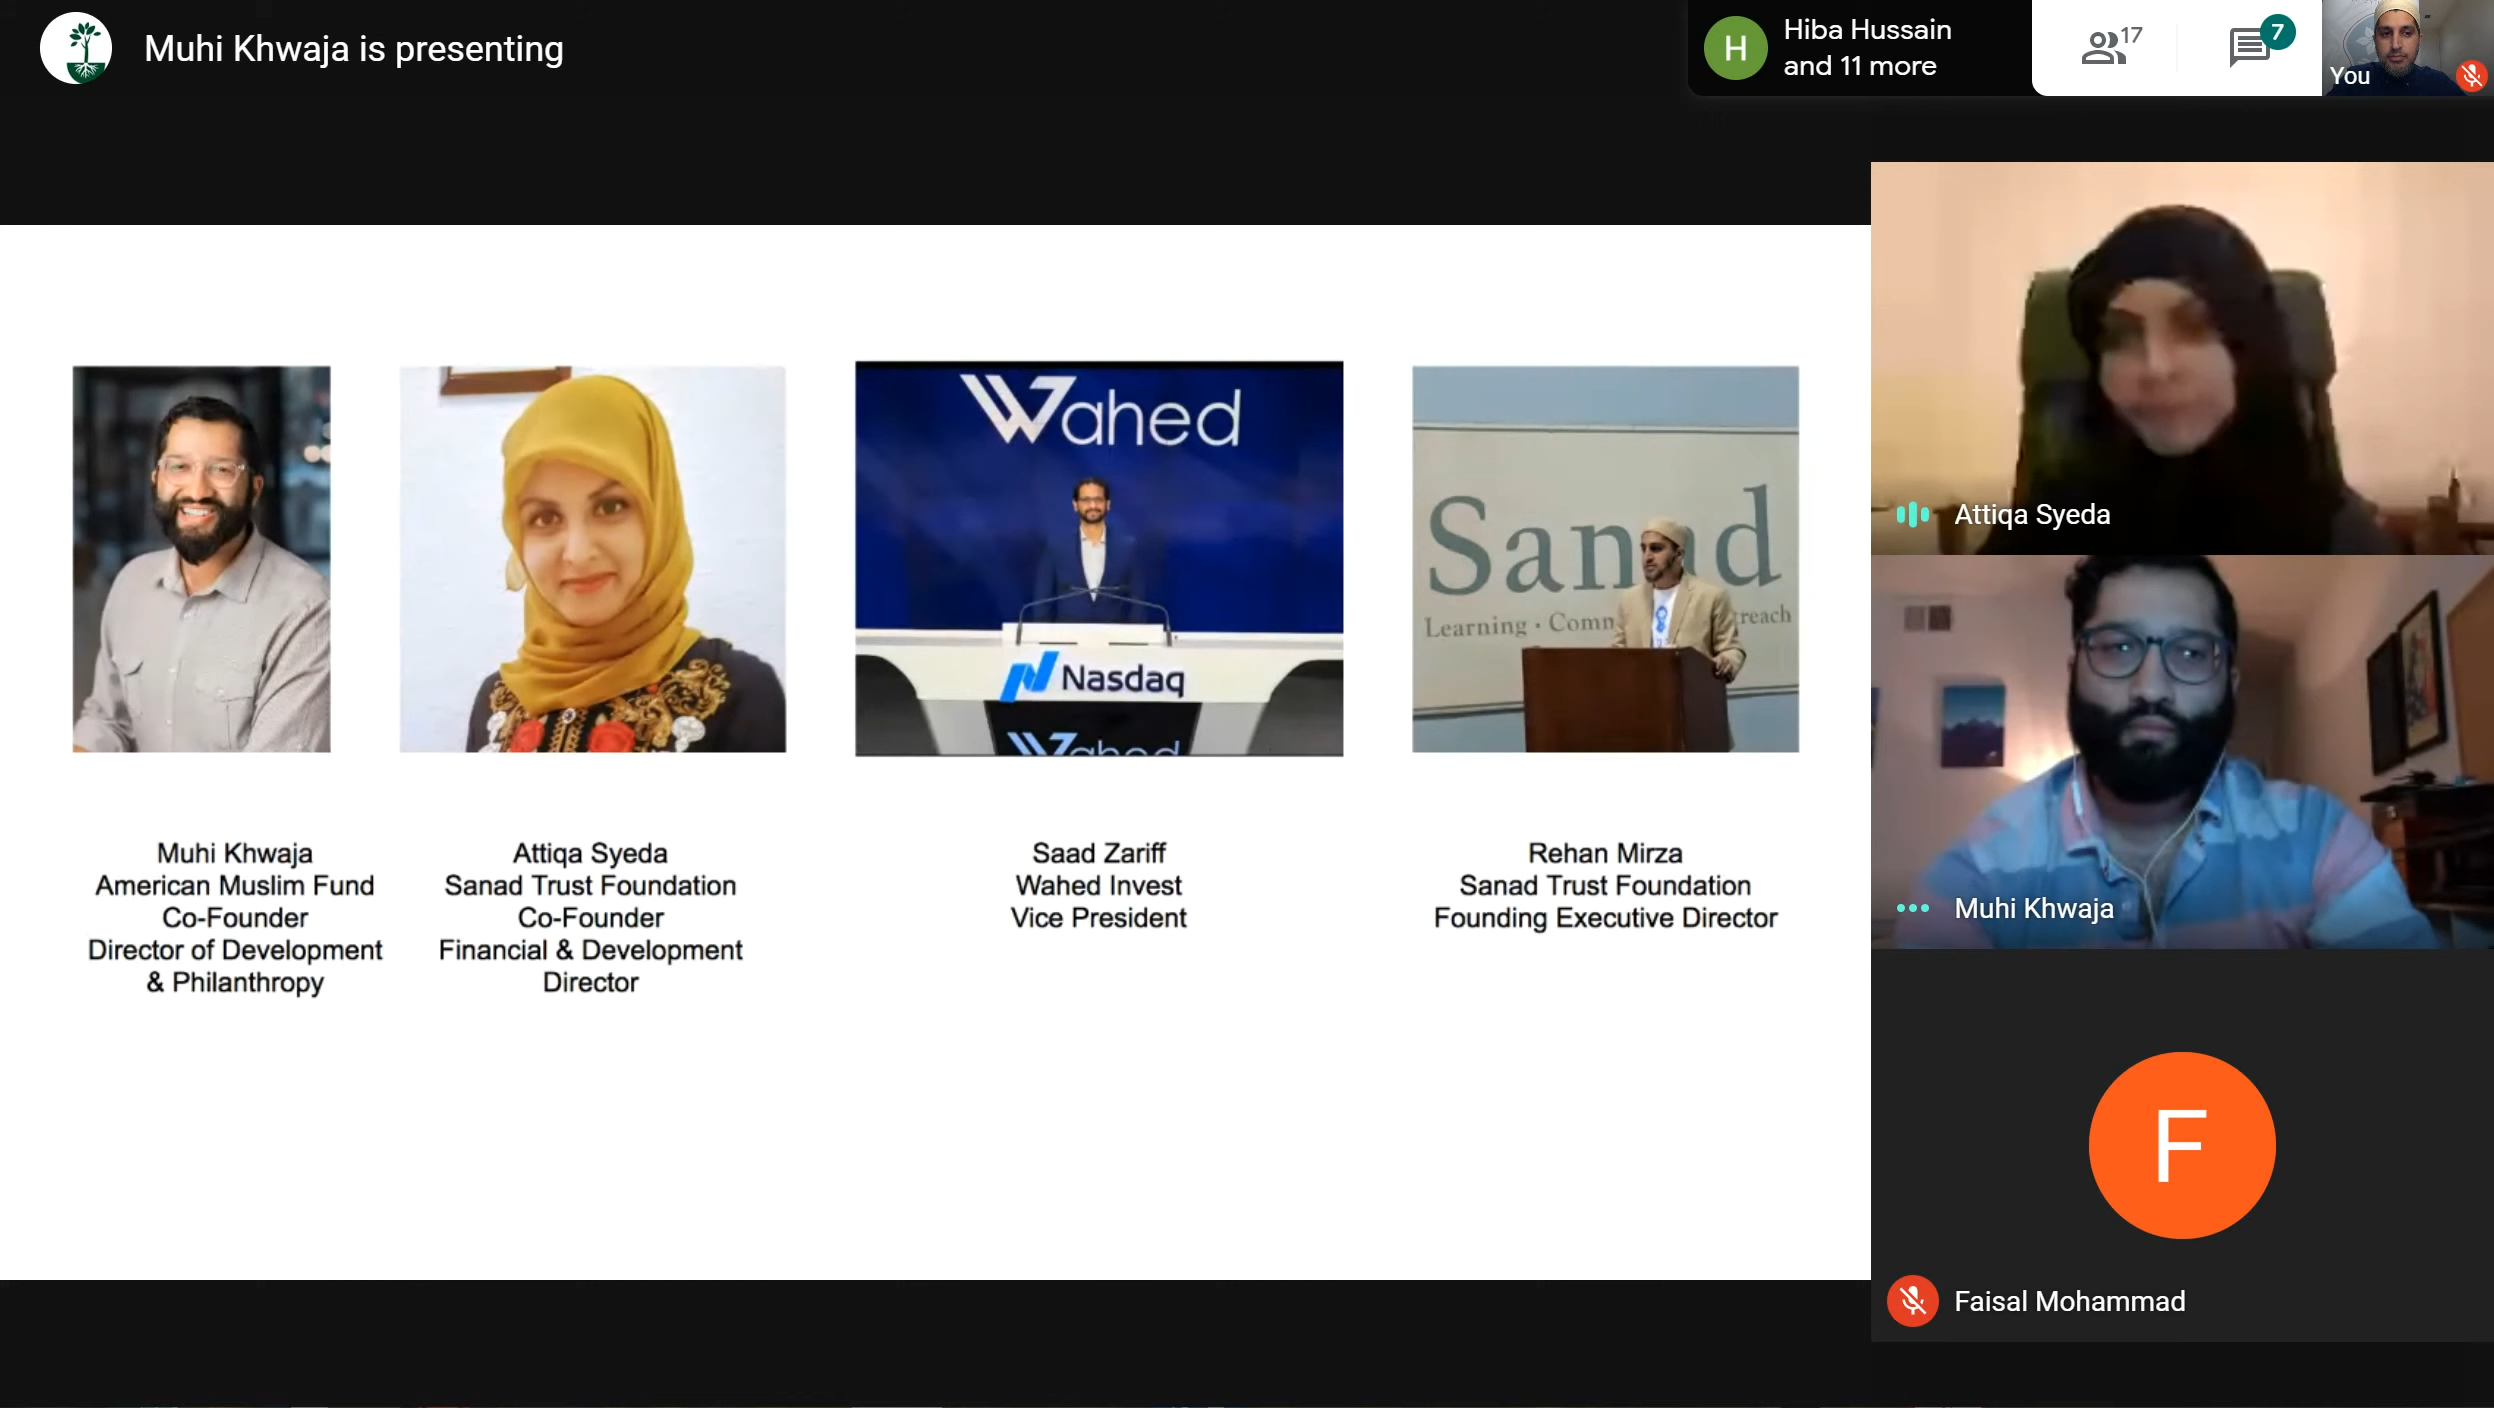 Muhi Khwaja is presenting
H
Hiba Hussain
and 11 more
17
7
You
Wahed
Nasdaq
Wahed
Sanad
Learning · Comm
reach
Muhi Khwaja
American Muslim Fund
Co-Founder
Director of Development
& Philanthropy
Attiqa Syeda
Sanad Trust Foundation
Co-Founder
Financial & Development
Director
Saad Zariff
Wahed Invest
Vice President
Rehan Mirza
Sanad Trust Foundation
Founding Executive Director
Attiqa Syeda
Muhi Khwaja
F
Faisal Mohammad